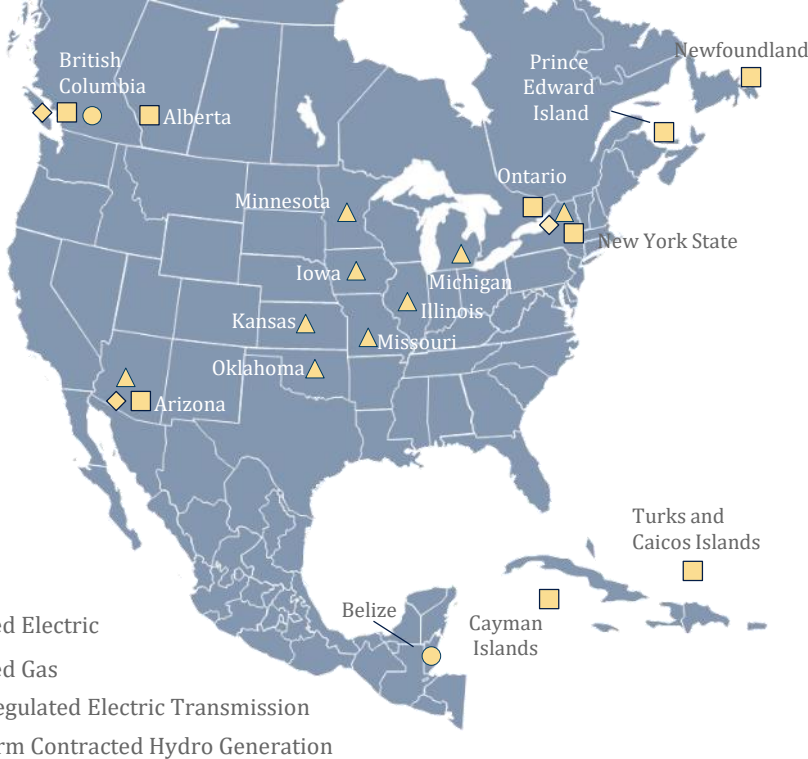 Newfoundland
British
Columbia
Prince
Edward
Island
Alberta
Ontario
Minnesota
New York State
Iowa
Michigan
Illinois
Kansas
Missouri
Oklahoma
Arizona
Turks and
Caicos Islands
Belize
Cayman
Islands
ed Electric
ed Gas
egulated Electric Transmission
rm Contracted Hydro Generation